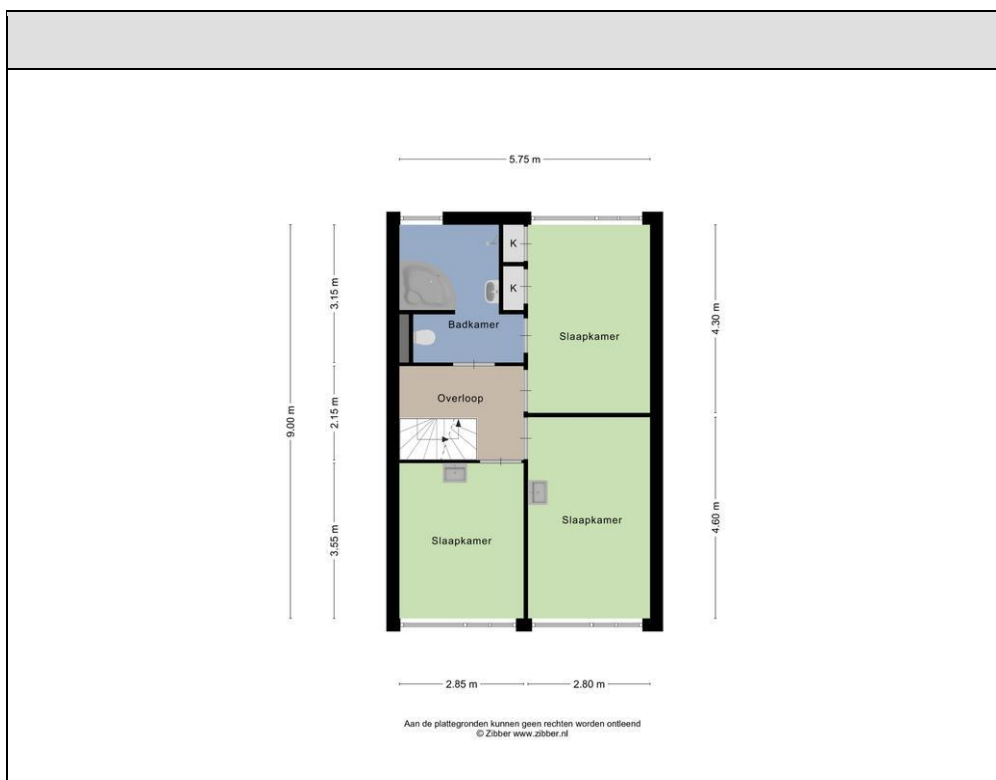 5.75 m
K
K
3.15 m
4.30 m
Badkamer
Slaapkamer
9.00 m
2.15 m
Overloop
3.55 m
4.60 m
Slaapkamer
Slaapkamer
2.85 m
2.80 m
Aan de plattegronden kunnen geen rechten worden ontleend
© Zibber www.zibber.nl